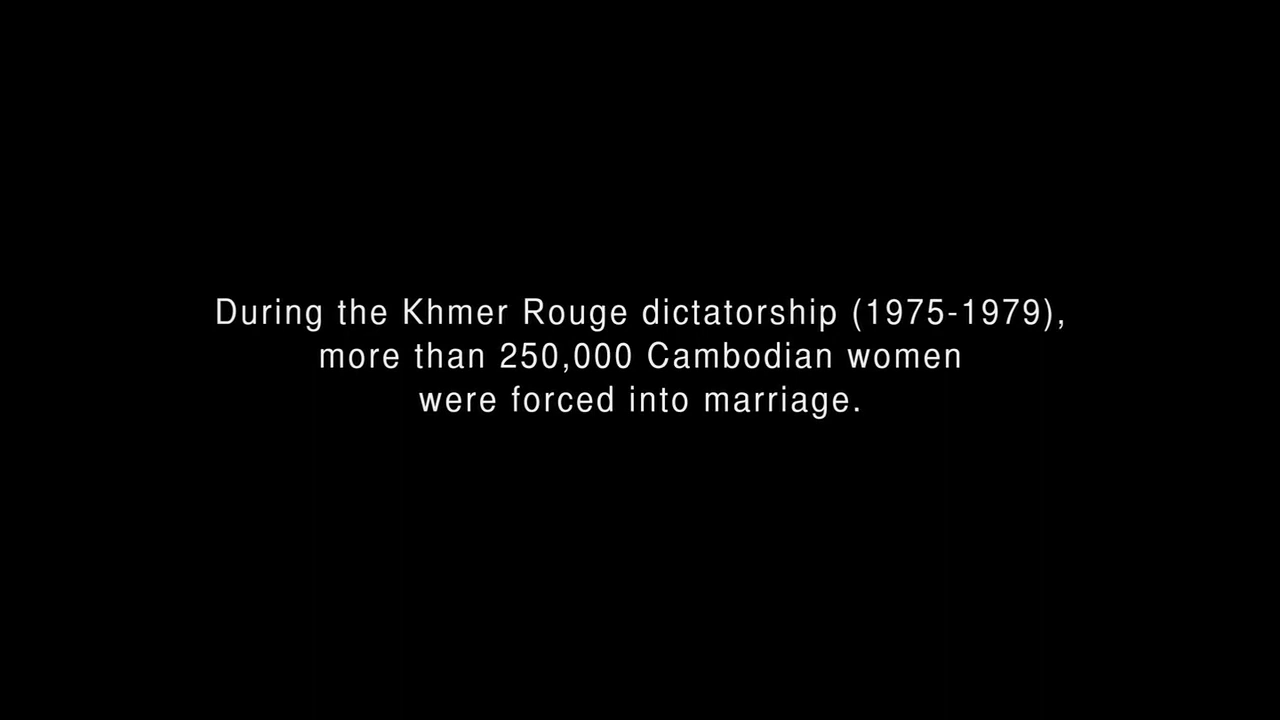 During the Khmer Rouge dictatorship (1975-1979),
more than 250,000 Cambodian women
were forced into marriage.